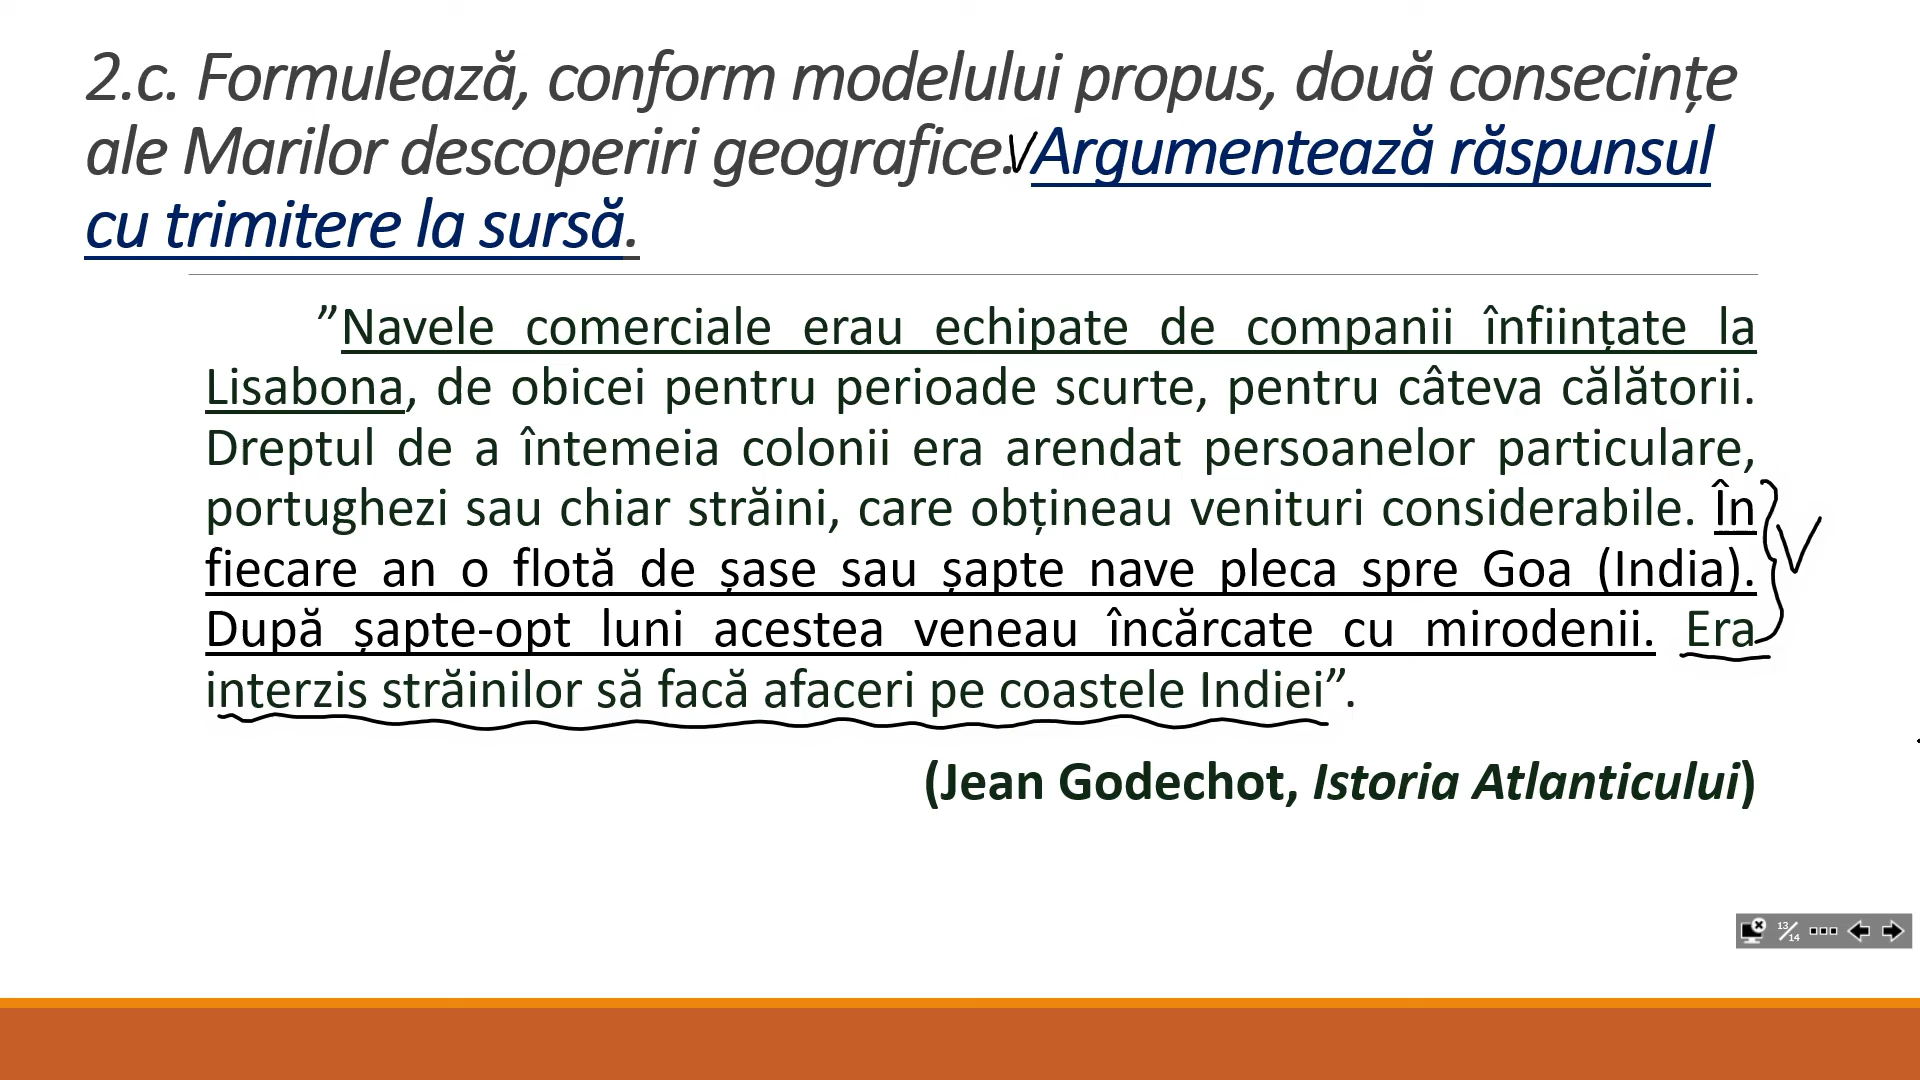 2.c. Formulează, conform modelului propus, două consecințe
ale Marilor descoperiri geografice. Argumentează răspunsul
cu trimitere la sursă.
”Navele comerciale erau echipate de companii înființate la
Lisabona, de obicei pentru perioade scurte, pentru câteva călătorii.
Dreptul de a întemeia colonii era arendat persoanelor particulare,
portughezi sau chiar străini, care obțineau venituri considerabile. În
fiecare an o flotă de șase sau șapte nave pleca spre Goa (India).
După șapte-opt luni acestea veneau încărcate cu mirodenii. Era
interzis străinilor să facă afaceri pe coastele Indiei”.
(Jean Godechot, Istoria Atlanticului)
13/14